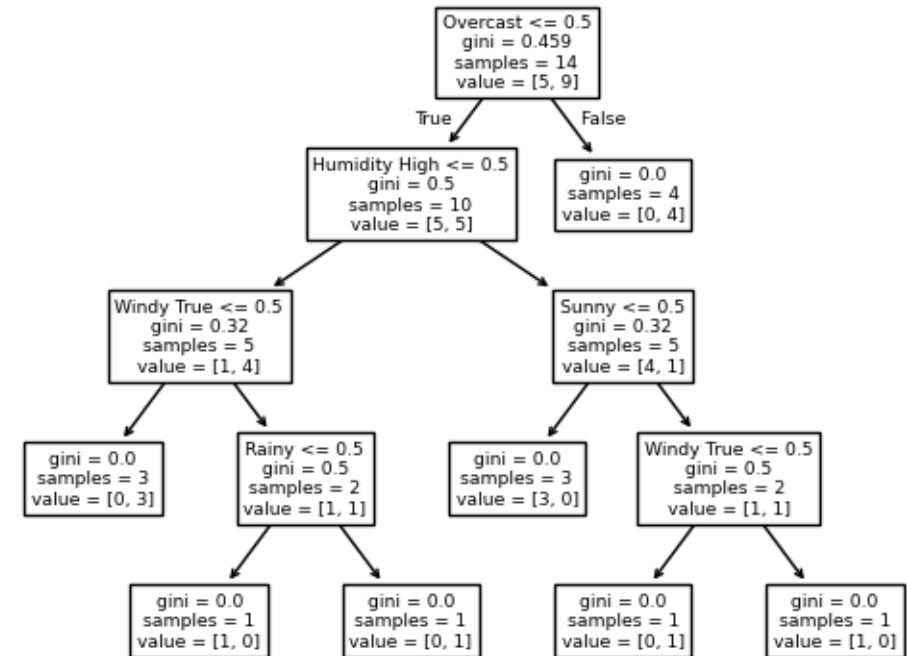 Overcast <= 0.5
gini = 0.459
samples = 14
value = [5, 9]
True
False
Humidity High <= 0.5
gini = 0.5
samples = 10
value = [5, 5]
gini = 0.0
samples = 4
value = [0, 4]
Windy True <= 0.5
gini = 0.32
samples = 5
value = [1, 4]
Sunny <= 0.5
gini = 0.32
samples = 5
value = [4, 1]
gini = 0.0
samples = 3
value = [0, 3]
Rainy <= 0.5
gini = 0.5
samples = 2
value = [1, 1]
gini = 0.0
samples = 3
value = [3, 0]
Windy True <= 0.5
gini = 0.5
samples = 2
value = [1, 1]
gini = 0.0
samples = 1
value = [1, 0]
gini = 0.0
samples = 1
value = [0, 1]
gini = 0.0
samples = 1
value = [0, 1]
gini = 0.0
samples = 1
value = [1, 0]